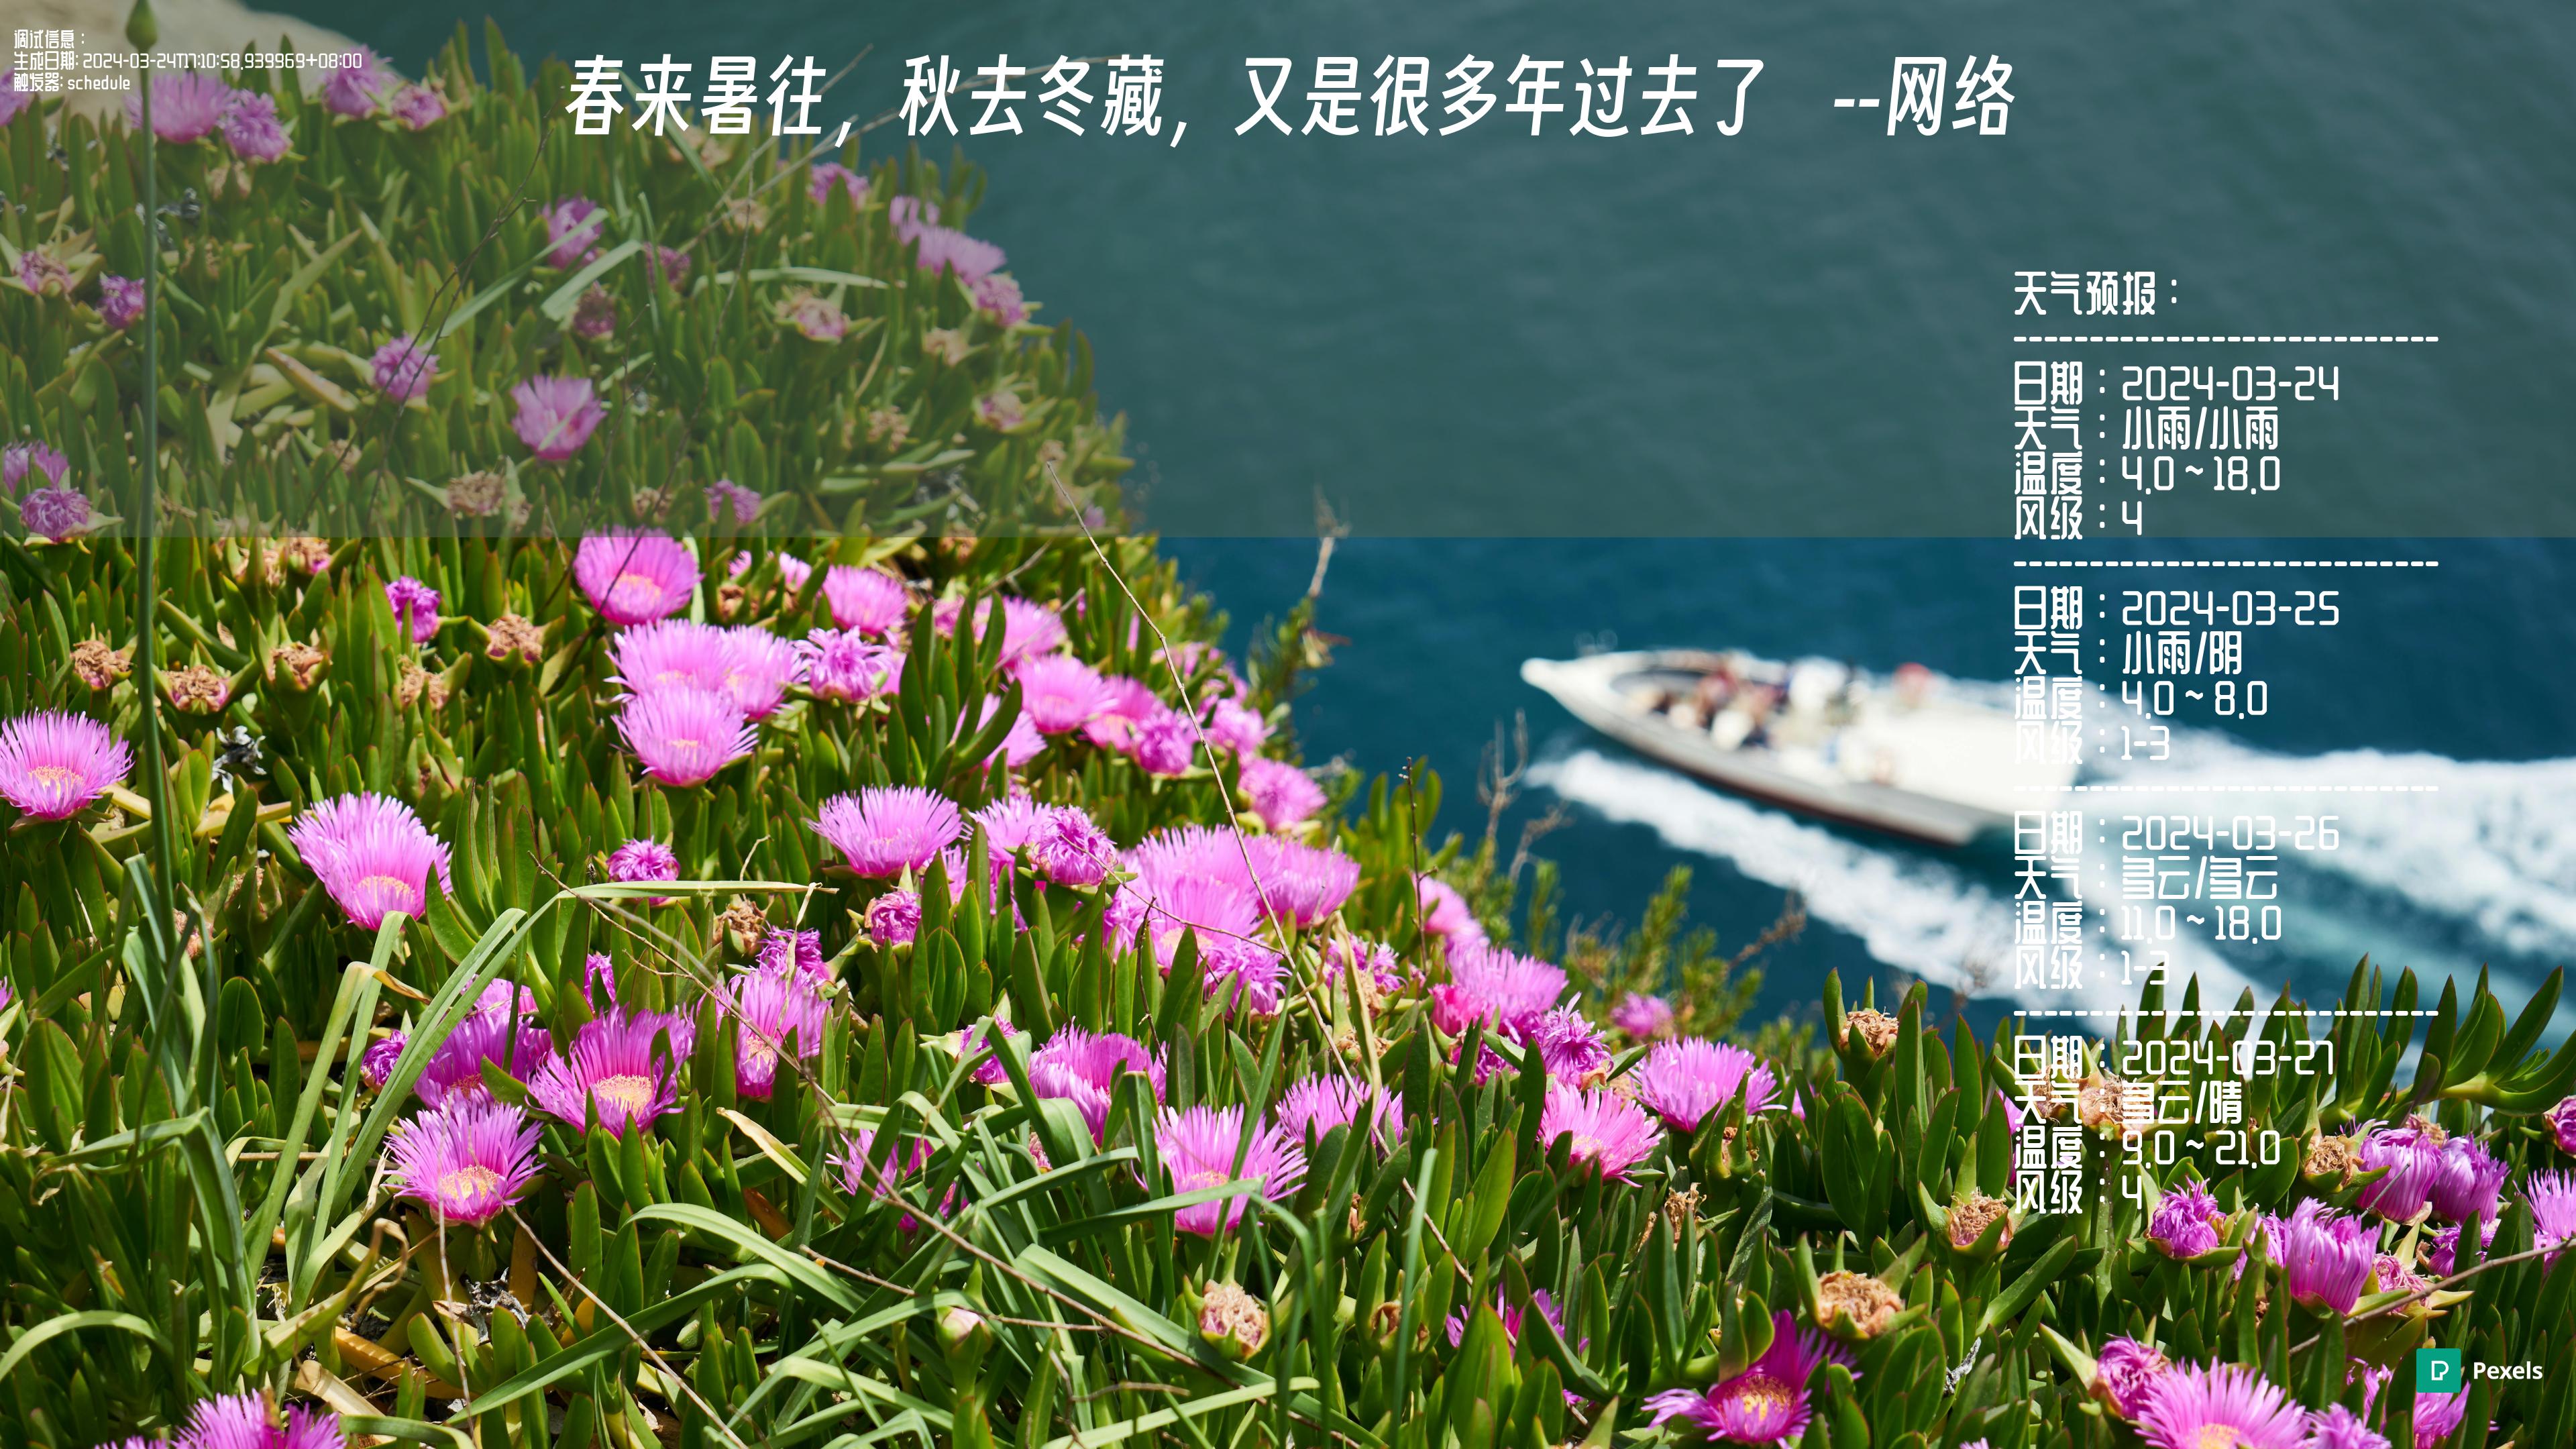 调试信息：
生成日期: 2024-03-24T17:10:58.939969+08:00
触发器: schedule
春来暑往，秋去冬藏，又是很多年过去了 --网络
天气预报：
----------------------------
日期：2024-03-24
天气：小雨/小雨
温度：4.0 ~ 18.0
风级：4
----------------------------
日期：2024-03-25
天气：小雨/阴
温度：4.0 ~ 8.0
风级：1-3
----------------------------
日期：2024-03-26
天气：多云/多云
温度：11.0 ~ 18.0
风级：1-3
----------------------------
日期：2024-03-27
天气：多云/晴
温度：9.0 ~ 21.0
风级：4
Pexels